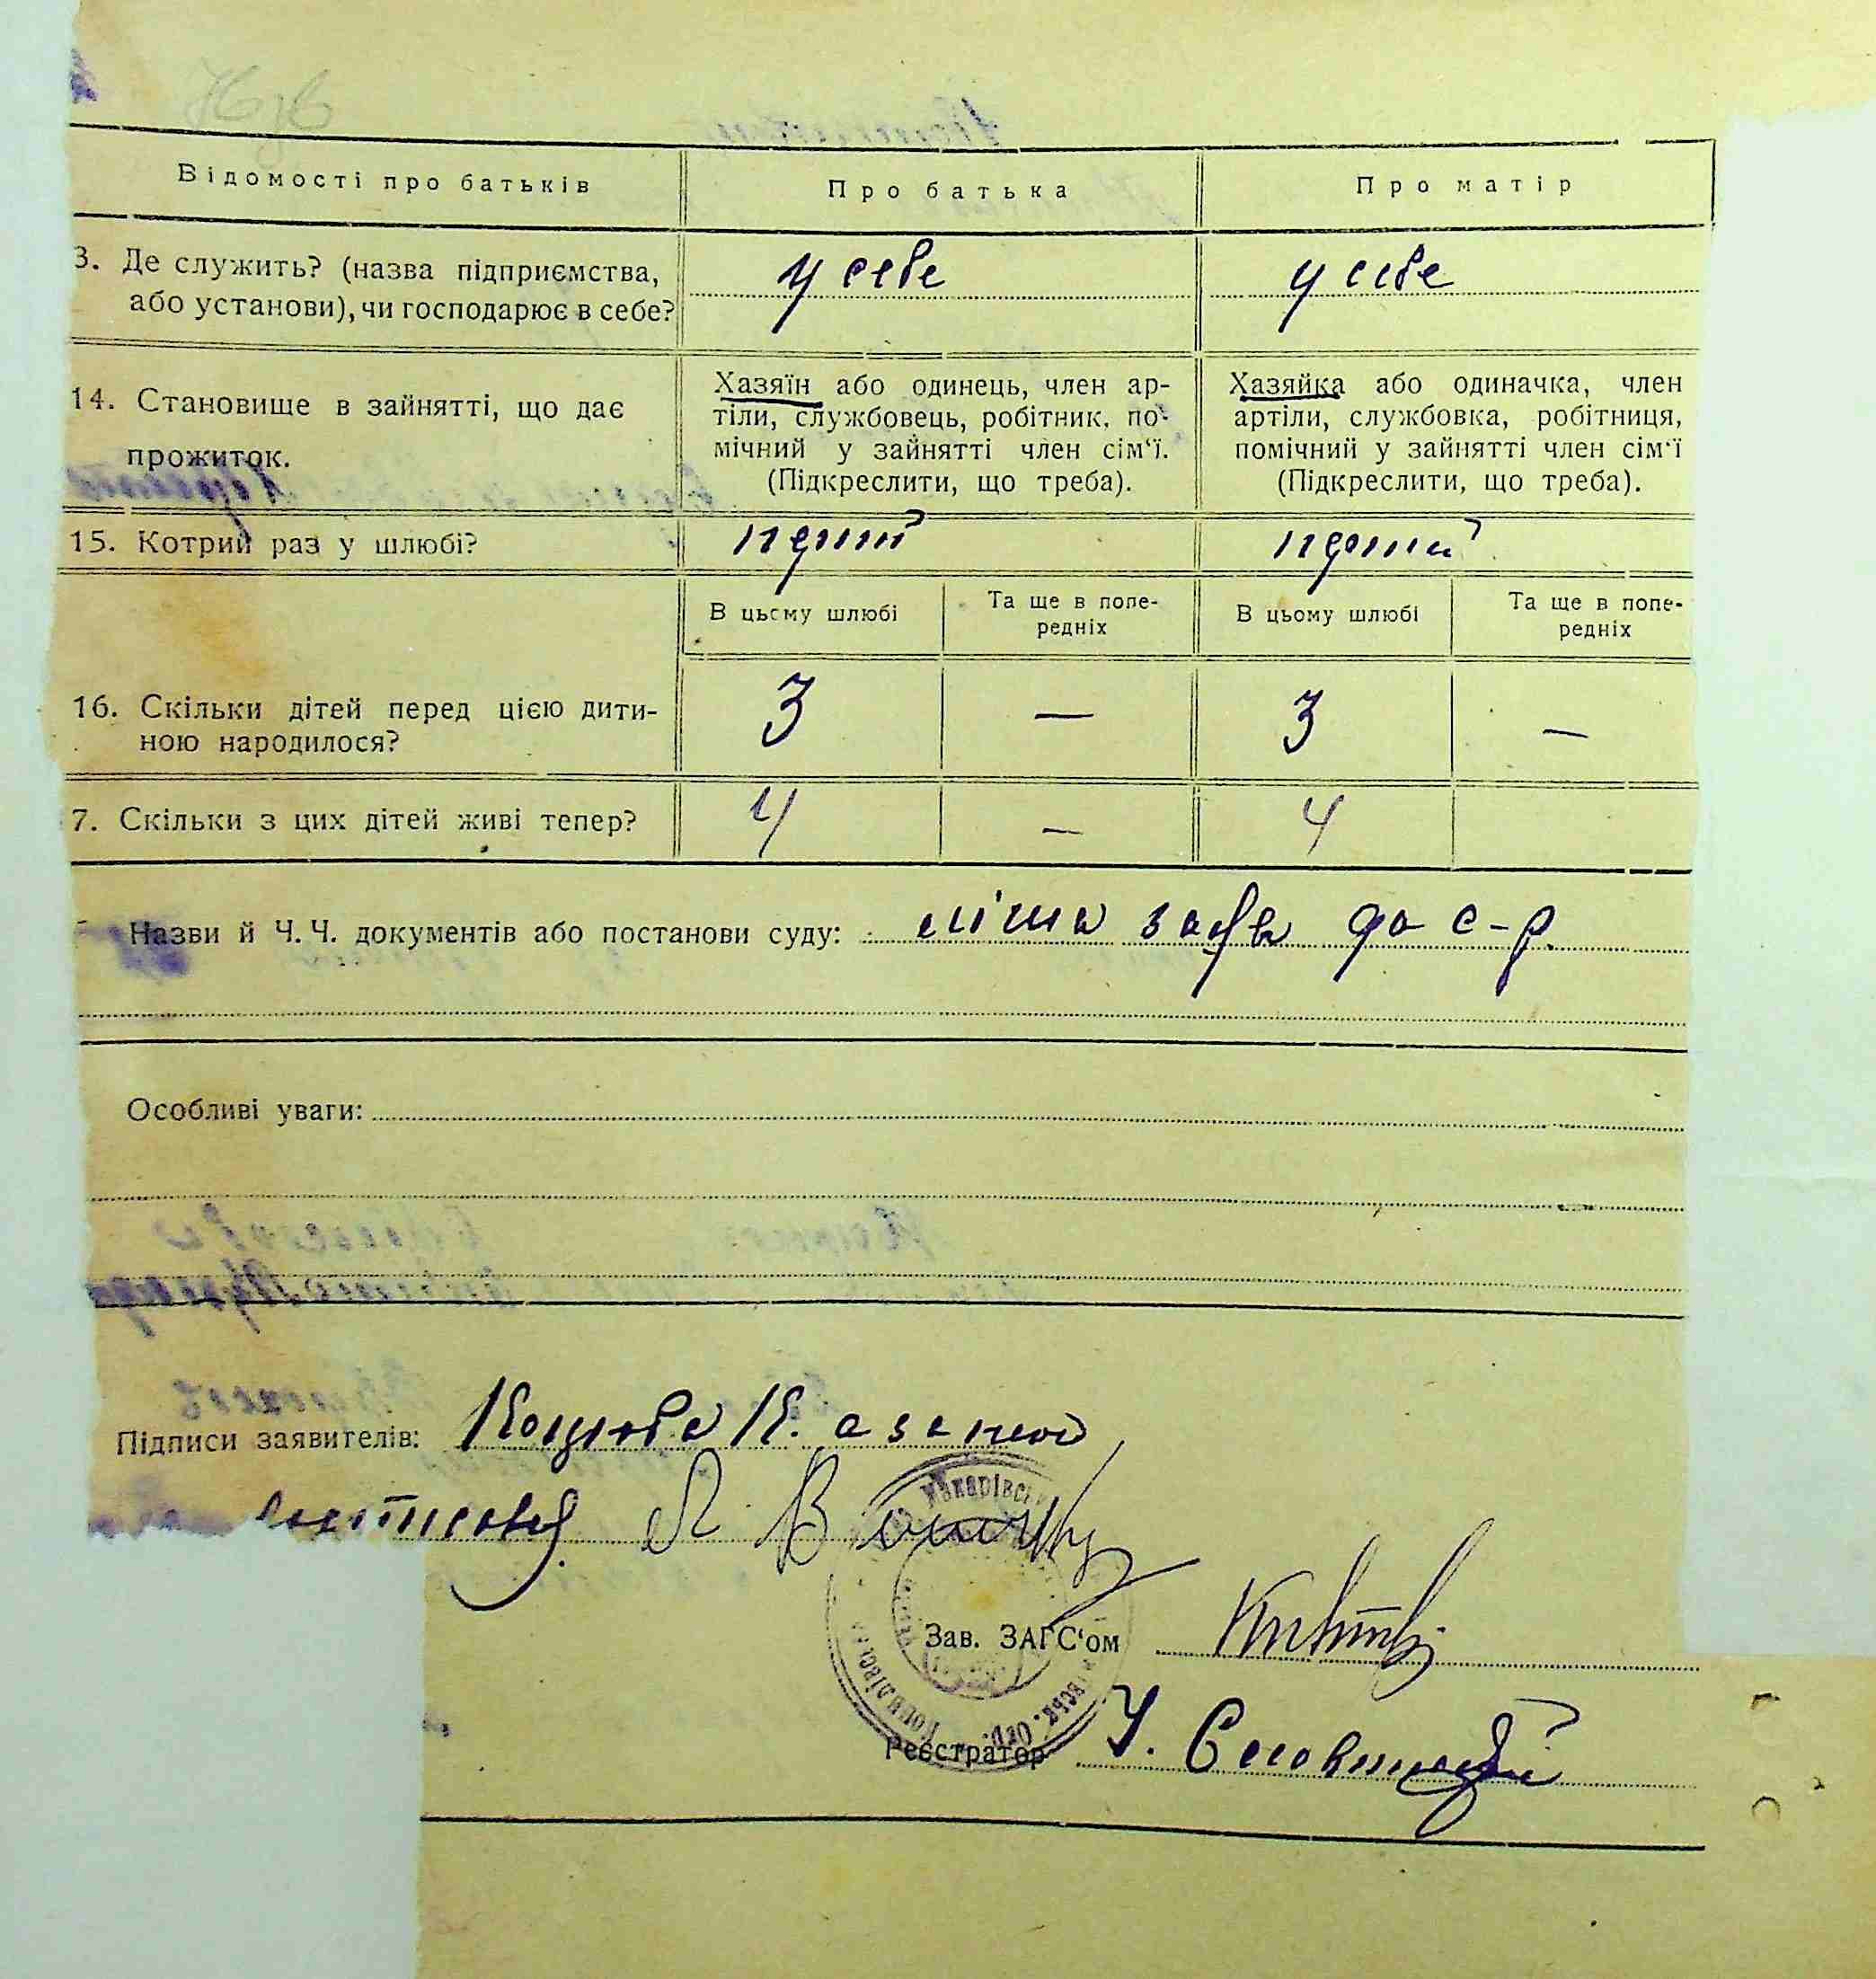 Відомості про батьків
Про батька
Про матір
3. Де служить? (назва підприємства,
або установи), чи господарює в себе?
у себе
у себе
14. Становище в зайнятті, що дає
прожиток.
Хазяїн або одинець, член ар-
тіли, службовець, робітник, по-
мічний у зайнятті член сім‘ї.
(Підкреслити, що треба).
Хазяйка або одиначка, член
артіли, службовка, робітниця,
помічний у зайнятті член сім‘ї
(Підкреслити, що треба).
15. Котрий раз у шлюбі?
перший
перший
В цьому шлюбі
Та ще в попе-
редніх
В цьому шлюбі
Та ще в попе-
редніх
16. Скільки дітей перед цією дити-
ною народилося?
3
—
3
—
7. Скільки з цих дітей живі тепер?
4
—
4
Назви й Ч. Ч. документів або постанови суду:
до с-р.
Особливі уваги:
Підписи заявителів:
Зав. ЗАГС‘ом
Реєстратор